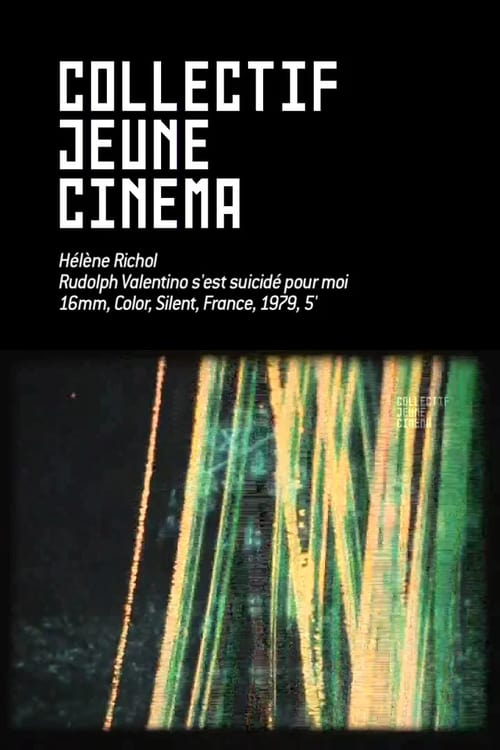 COLLECTIF
JEUNE
CINEMA
Hélène Richol
Rudolph Valentino s'est suicidé pour moi
16mm, Color, Silent, France, 1979, 5'
COLLECTIF
JEUNE
CINEMA